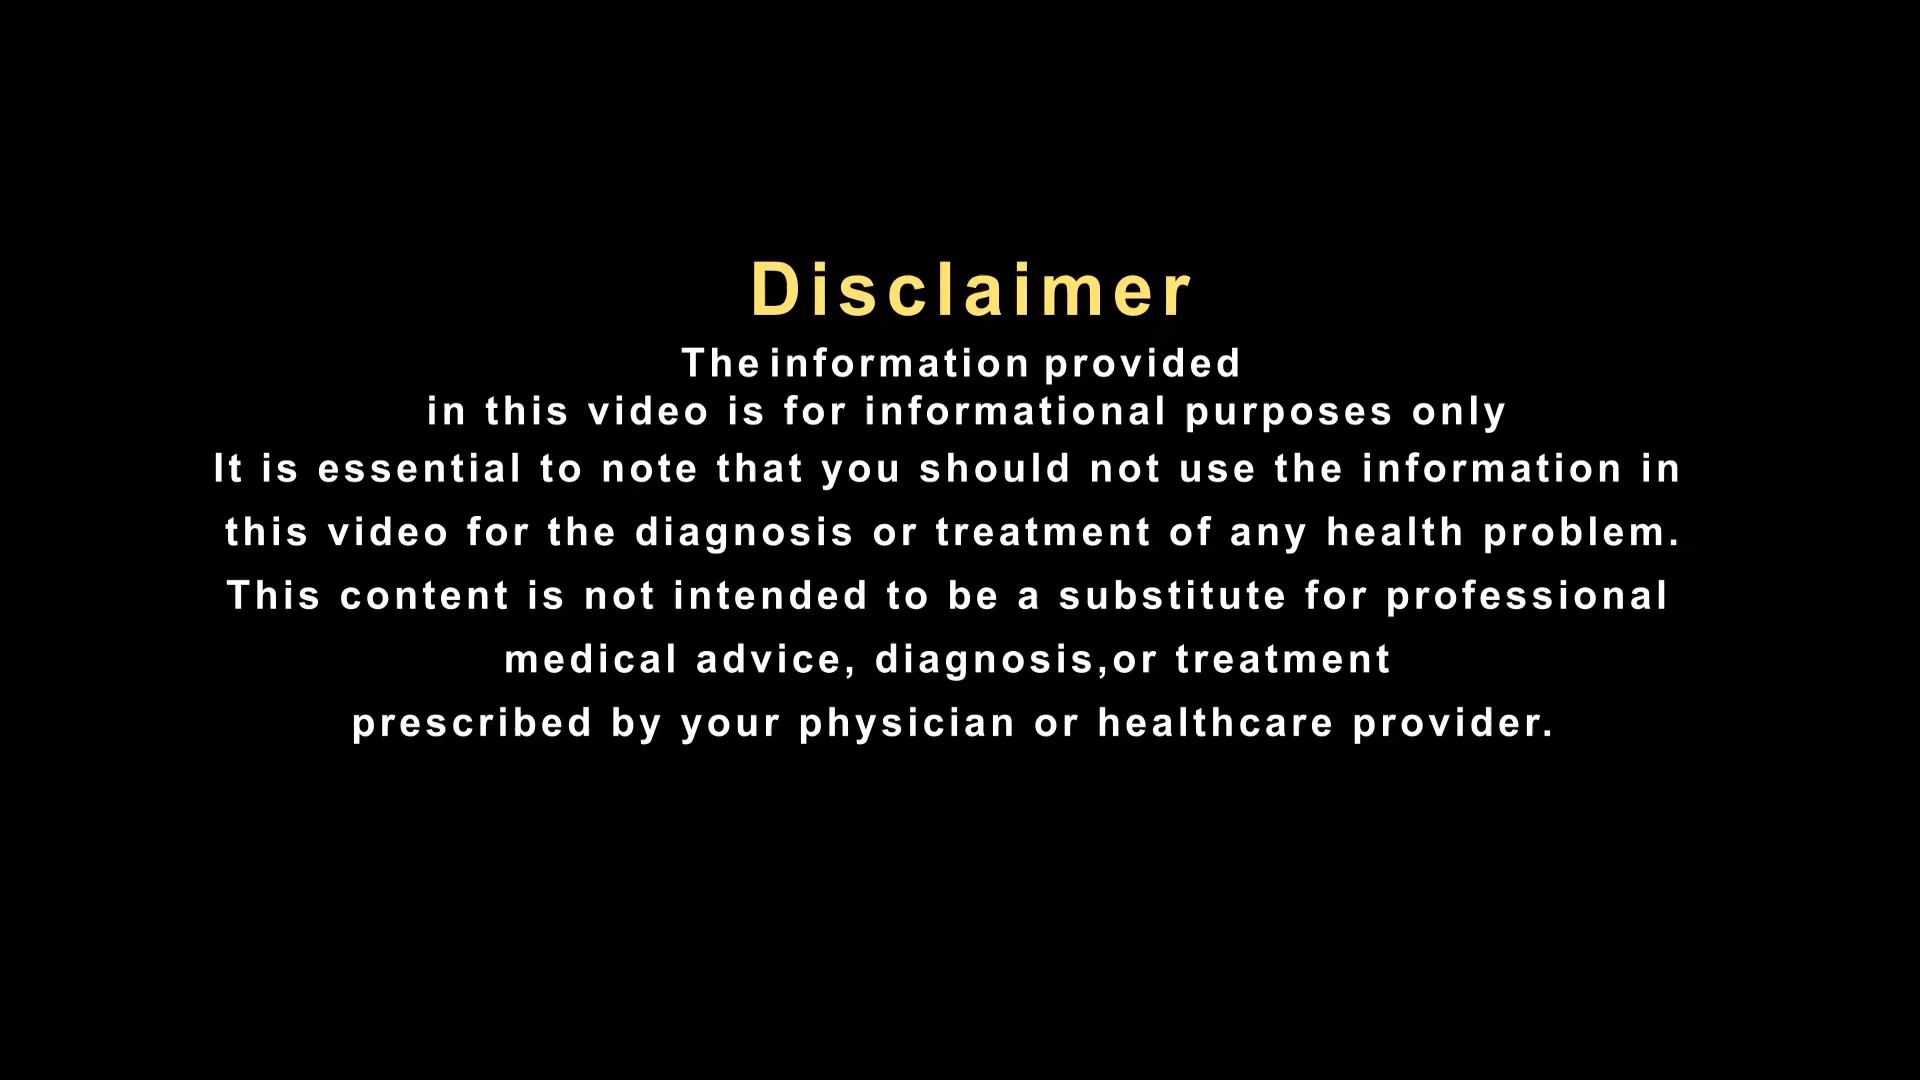 Disclaimer
The information provided
in this video is for informational purposes only
It is essential to note that you should not use the information in
this video for the diagnosis or treatment of any health problem.
This content is not intended to be a substitute for professional
medical advice, diagnosis,or treatment
prescribed by your physician or healthcare provider.